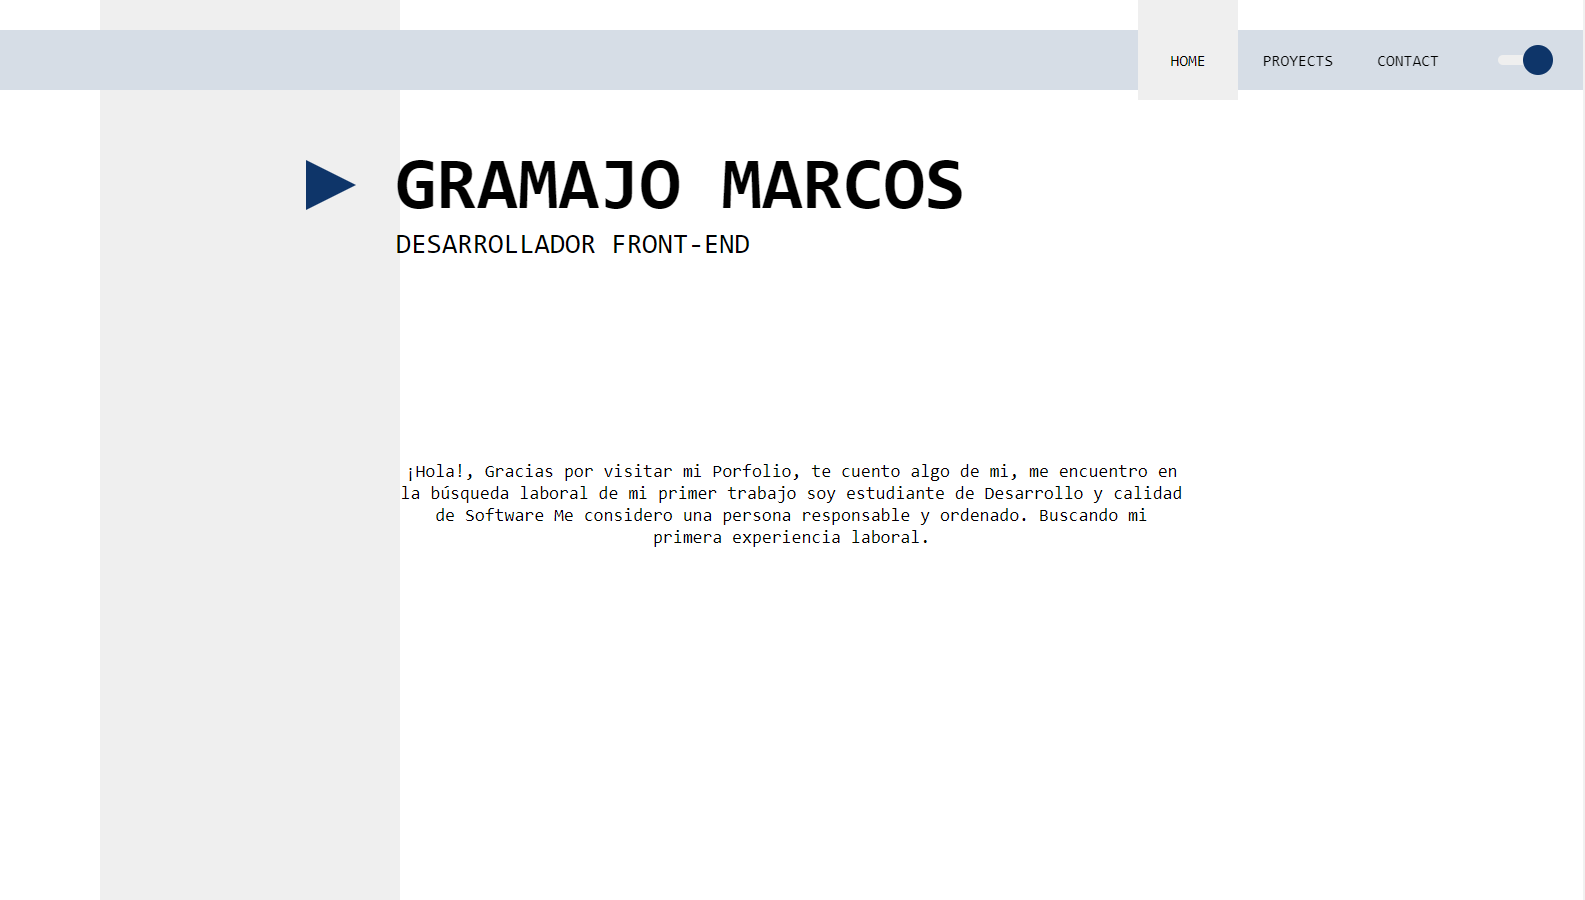 HOME PROYECTS CONTACT
GRAMAJO MARCOS
DESARROLLADOR FRONT-END
¡Hola!, Gracias por visitar mi Porfolio, te cuento algo de mi, me encuentro en
la búsqueda laboral de mi primer trabajo soy estudiante de Desarrollo y calidad
de Software Me considero una persona responsable y ordenado. Buscando mi
primera experiencia laboral.